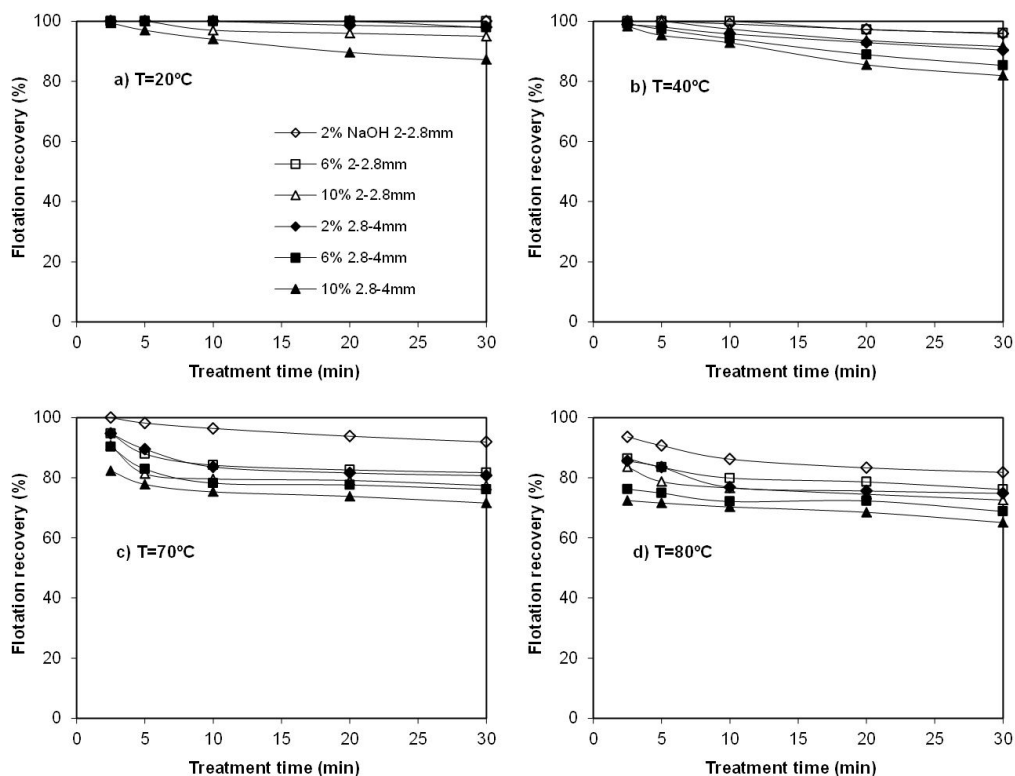 100
80
60
40
20
0
Flotation recovery (%)
a) T=20ºC
2% NaOH 2-2.8mm
6% 2-2.8mm
10% 2-2.8mm
2% 2.8-4mm
6% 2.8-4mm
10% 2.8-4mm
0 5 10 15 20 25 30
Treatment time (min)
100
80
60
40
20
0
Flotation recovery (%)
b) T=40ºC
0 5 10 15 20 25 30
Treatment time (min)
100
80
60
40
20
0
Flotation recovery (%)
c) T=70ºC
0 5 10 15 20 25 30
Treatment time (min)
100
80
60
40
20
0
Flotation recovery (%)
d) T=80ºC
0 5 10 15 20 25 30
Treatment time (min)